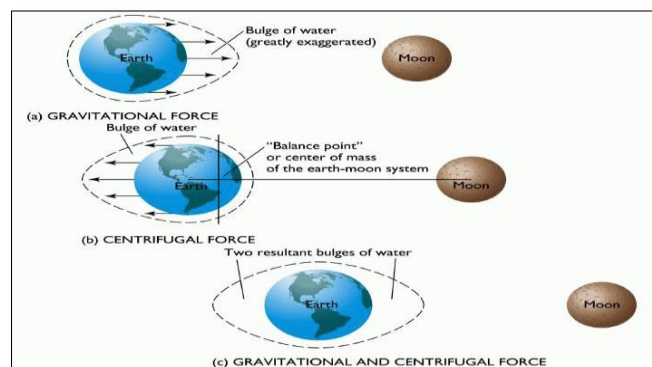 Bulge of water
(greatly exaggerated)
Earth
Moon
(a) GRAVITATIONAL FORCE
Bulge of water
"Balance point"
or center of mass
of the earth-moon system
Earth
Moon
(b) CENTRIFUGAL FORCE
Two resultant bulges of water
Earth
Moon
(c) GRAVITATIONAL AND CENTRIFUGAL FORCE